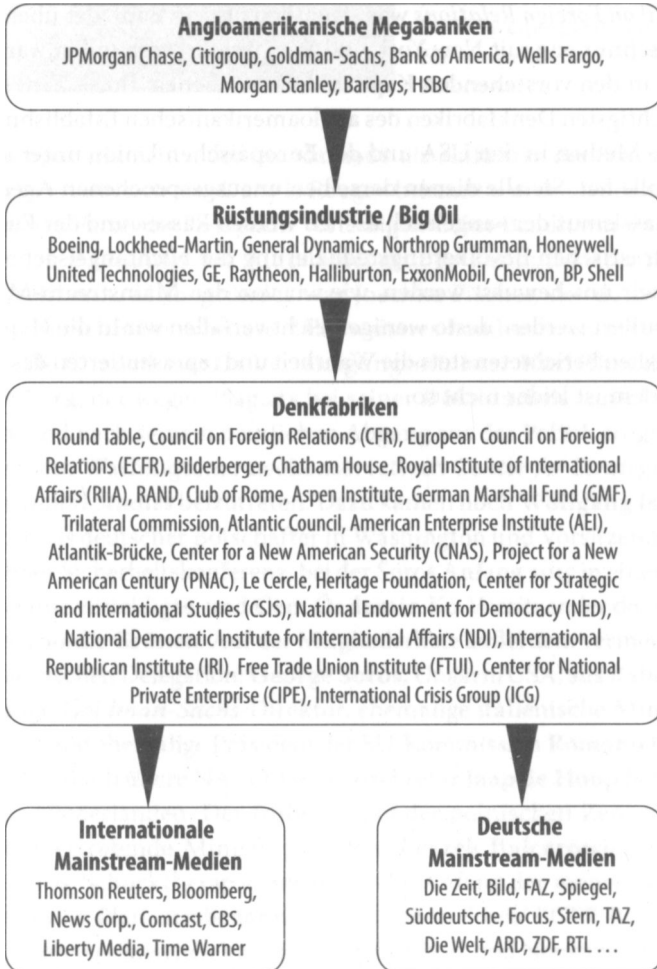 Angloamerikanische Megabanken
JPMorgan Chase, Citigroup, Goldman-Sachs, Bank of America, Wells Fargo,
Morgan Stanley, Barclays, HSBC
Rüstungsindustrie / Big Oil
Boeing, Lockheed-Martin, General Dynamics, Northrop Grumman, Honeywell,
United Technologies, GE, Raytheon, Halliburton, ExxonMobil, Chevron, BP, Shell
Denkfabriken
Round Table, Council on Foreign Relations (CFR), European Council on Foreign
Relations (ECFR), Bilderberger, Chatham House, Royal Institute of International
Affairs (RIIA), RAND, Club of Rome, Aspen Institute, German Marshall Fund (GMF),
Trilateral Commission, Atlantic Council, American Enterprise Institute (AEI),
Atlantik-Brücke, Center for a New American Security (CNAS), Project for a New
American Century (PNAC), Le Cercle, Heritage Foundation, Center for Strategic
and International Studies (CSIS), National Endowment for Democracy (NED),
National Democratic Institute for International Affairs (NDI), International
Republican Institute (IRI), Free Trade Union Institute (FTUI), Center for National
Private Enterprise (CIPE), International Crisis Group (ICG)
Internationale
Mainstream-Medien
Thomson Reuters, Bloomberg,
News Corp., Comcast, CBS,
Liberty Media, Time Warner
Deutsche
Mainstream-Medien
Die Zeit, Bild, FAZ, Spiegel,
Süddeutsche, Focus, Stern, TAZ,
Die Welt, ARD, ZDF, RTL …